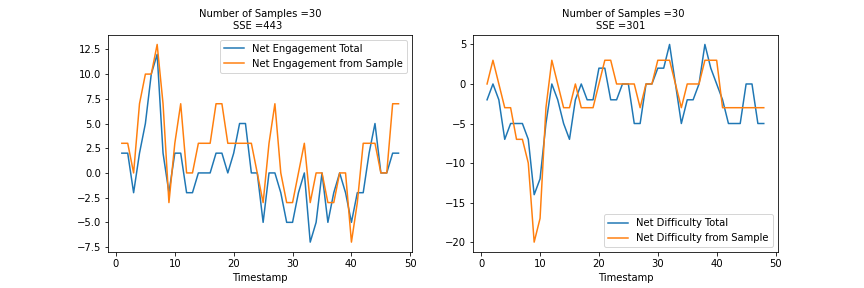 Number of Samples =30
SSE =443
12.5
10.0
7.5
5.0
2.5
0.0
−2.5
−5.0
−7.5
0
10
20
30
40
50
Timestamp
Net Engagement Total
Net Engagement from Sample
Number of Samples =30
SSE =301
5
0
−5
−10
−15
−20
0
10
20
30
40
50
Timestamp
Net Difficulty Total
Net Difficulty from Sample